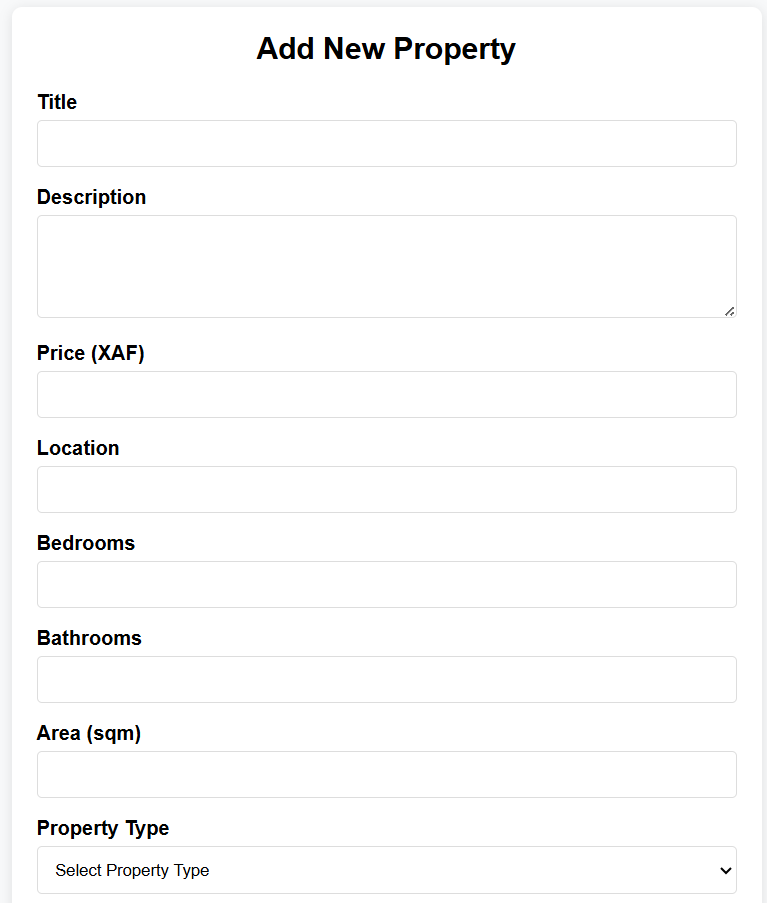 Add New Property
Title
Description
Price (XAF)
Location
Bedrooms
Bathrooms
Area (sqm)
Property Type
Select Property Type